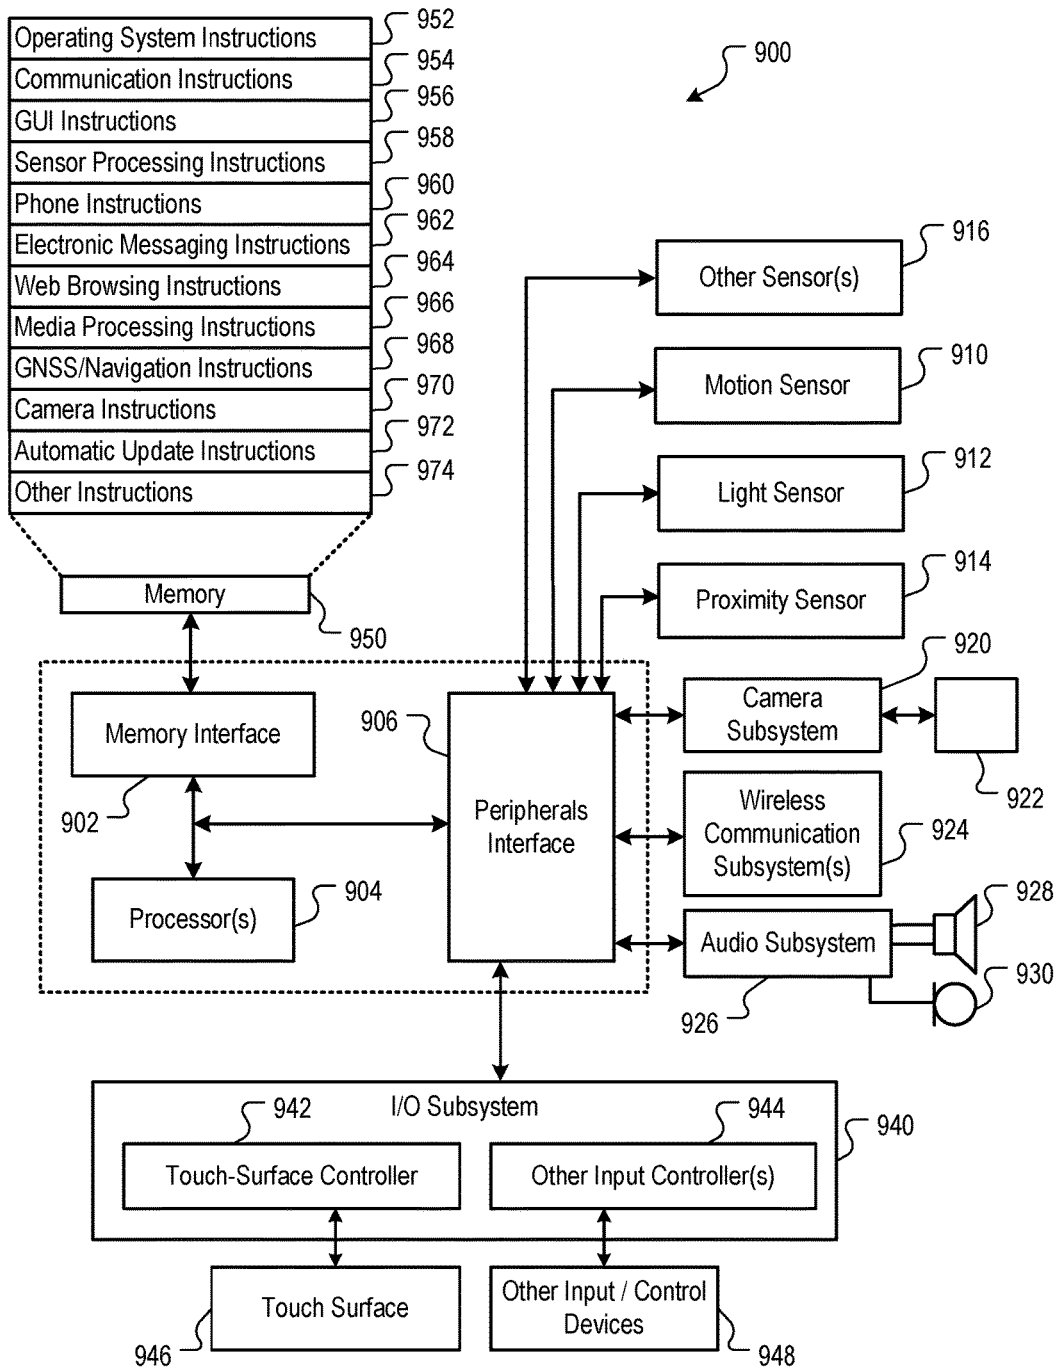 Operating System Instructions 952
Communication Instructions 954
GUI Instructions 956
Sensor Processing Instructions 958
Phone Instructions 960
Electronic Messaging Instructions 962
Web Browsing Instructions 964
Media Processing Instructions 966
GNSS/Navigation Instructions 968
Camera Instructions 970
Automatic Update Instructions 972
Other Instructions 974
900
Memory
950
Other Sensor(s)
916
Motion Sensor
910
Light Sensor
912
Proximity Sensor
914
Memory Interface
902
Processor(s)
904
906
Peripherals
Interface
920
Camera
Subsystem
922
Wireless
Communication
Subsystem(s)
924
Audio Subsystem
926
928
930
I/O Subsystem
940
942
Touch-Surface Controller
944
Other Input Controller(s)
Touch Surface
946
Other Input / Control
Devices
948